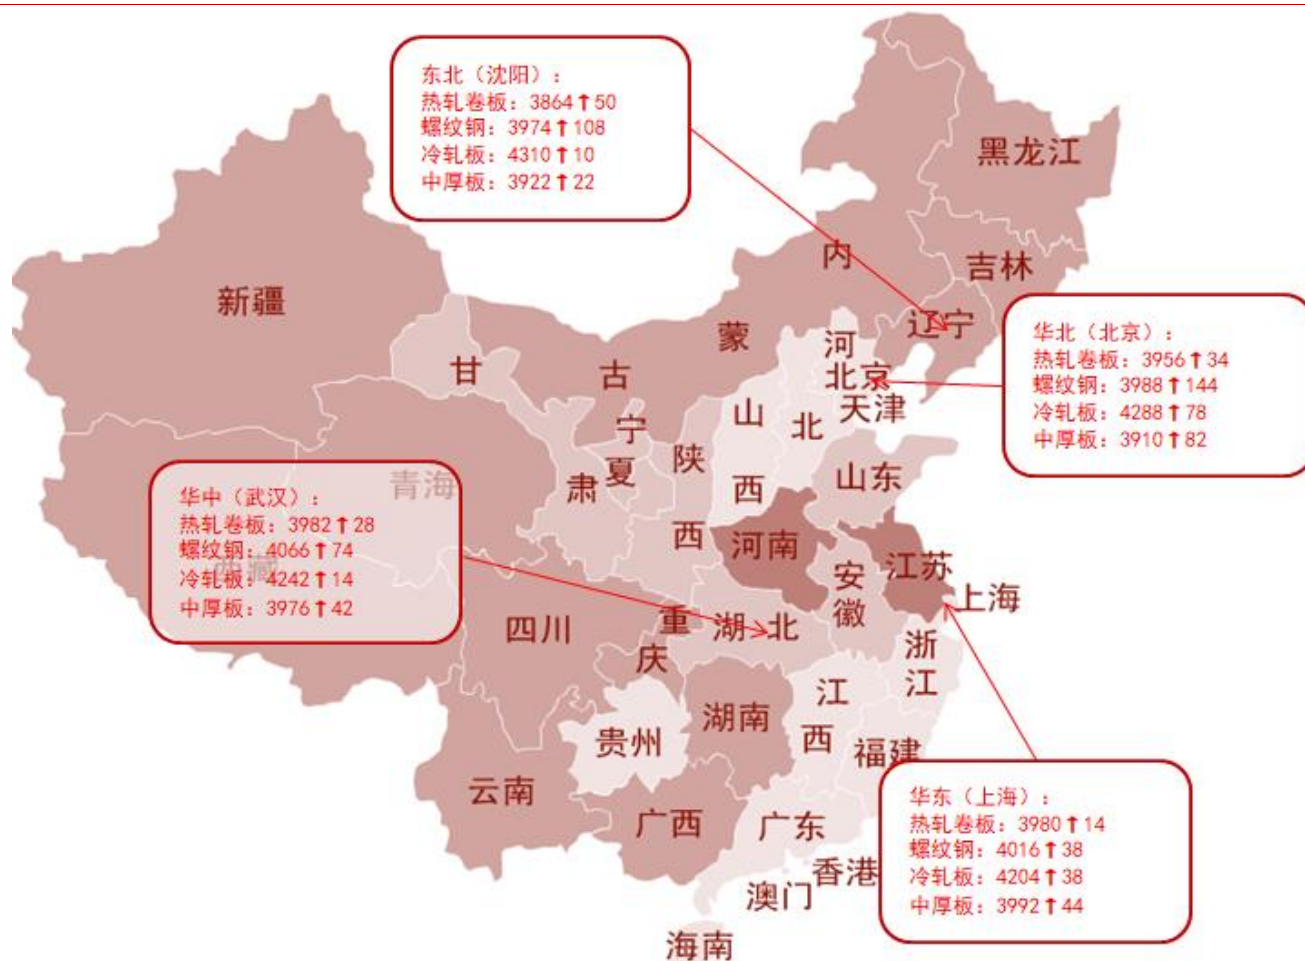 东北（沈阳）：
热轧卷板：3864↑50
螺纹钢：3974↑108
冷轧板：4310↑10
中厚板：3922↑22
黑龙江
内
吉林
新疆
辽宁
华北（北京）：
热轧卷板：3956↑34
螺纹钢：3988↑144
冷轧板：4288↑78
中厚板：3910↑82
蒙
河
甘
古
北京
天津
山
北
宁
陕
夏
山东
肃
西
青海
华中（武汉）：
热轧卷板：3982↑28
螺纹钢：4066↑74
冷轧板：4242↑14
中厚板：3976↑42
西藏
西
河南
江苏
安
徽
上海
四川
重
庆
湖
北
浙
江
江
西
湖南
贵州
福建
云南
广西
广东
华东（上海）：
热轧卷板：3980↑14
螺纹钢：4016↑38
冷轧板：4204↑38
中厚板：3992↑44
香港
澳门
海南